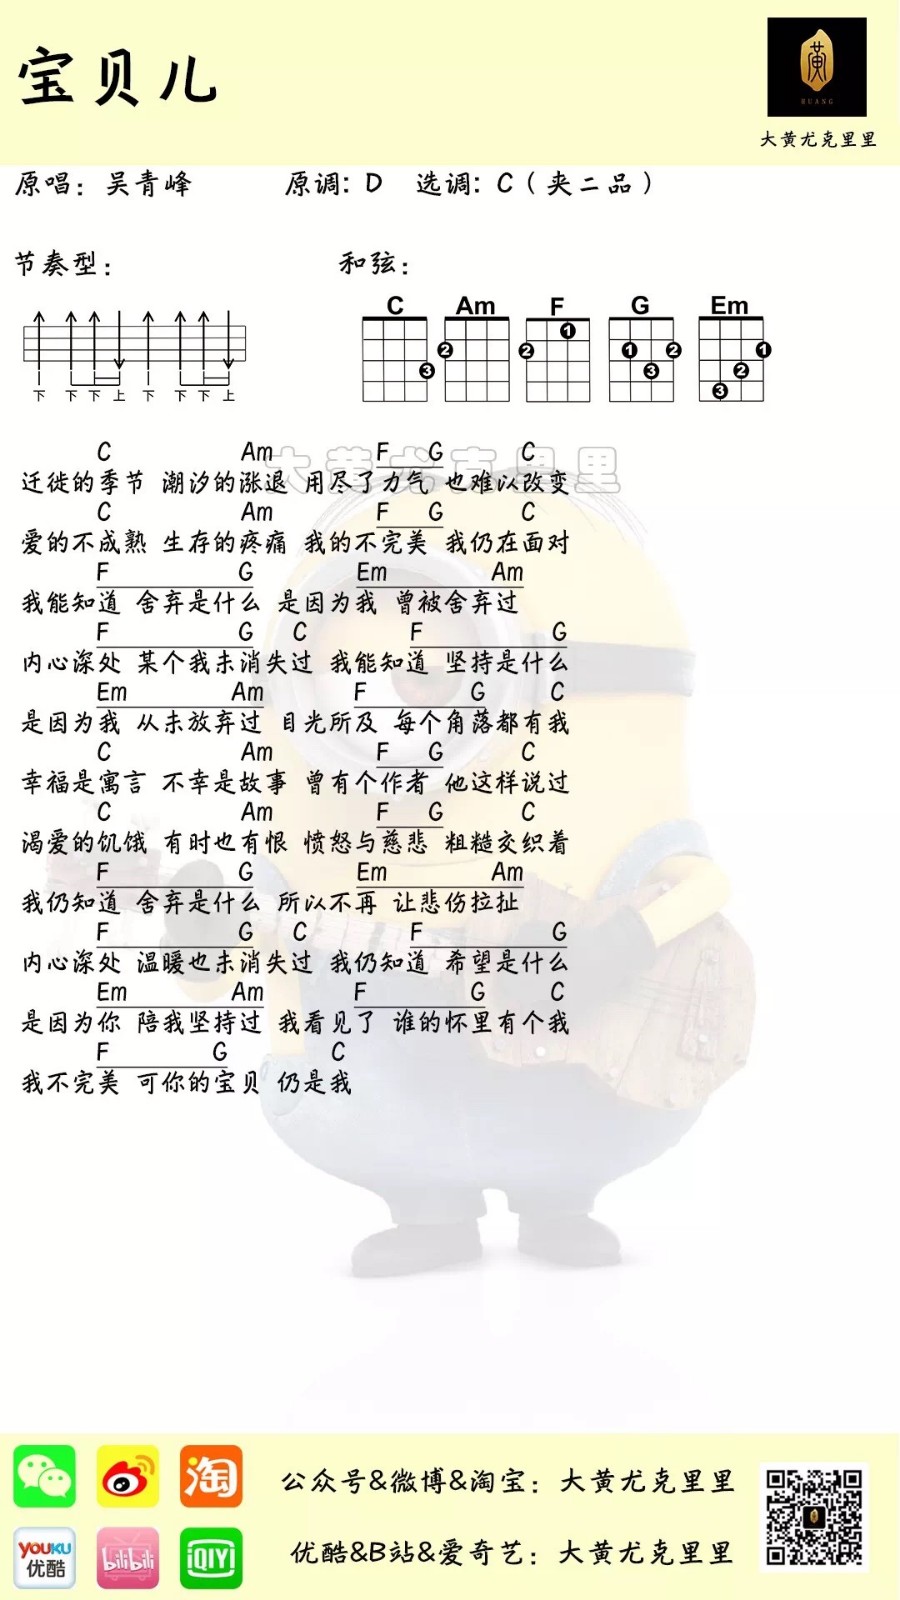 宝贝儿
黄
HUANG
大黄尤克里里
原唱：吴青峰 原调：D 选调：C（夹二品）
节奏型： 和弦：
C Am F G Em
3 2 2 1 1 2 3 1 2 3
下 下 下 上 下 下 下 上
大黄尤克里里
C Am F G C
迁徙的季节 潮汐的涨退 用尽了力气 也难以改变
C Am F G C
爱的不成熟 生存的疼痛 我的不完美 我仍在面对
F G Em Am
我能知道 舍弃是什么 是因为我 曾被舍弃过
F G C F G
内心深处 某个我未消失过 我能知道 坚持是什么
Em Am F G C
是因为我 从未放弃过 目光所及 每个角落都有我
C Am F G C
幸福是寓言 不幸是故事 曾有个作者 他这样说过
C Am F G C
渴爱的饥饿 有时也有恨 愤怒与慈悲 粗糙交织着
F G Em Am
我仍知道 舍弃是什么 所以不再 让悲伤拉扯
F G C F G
内心深处 温暖也未消失过 我仍知道 希望是什么
Em Am F G C
是因为你 陪我坚持过 我看见了 谁的怀里有个我
F G C
我不完美 可你的宝贝 仍是我
淘
公众号&微博&淘宝：大黄尤克里里
YOUKU
优酷
bilibili
iQIYI
优酷&B站&爱奇艺：大黄尤克里里